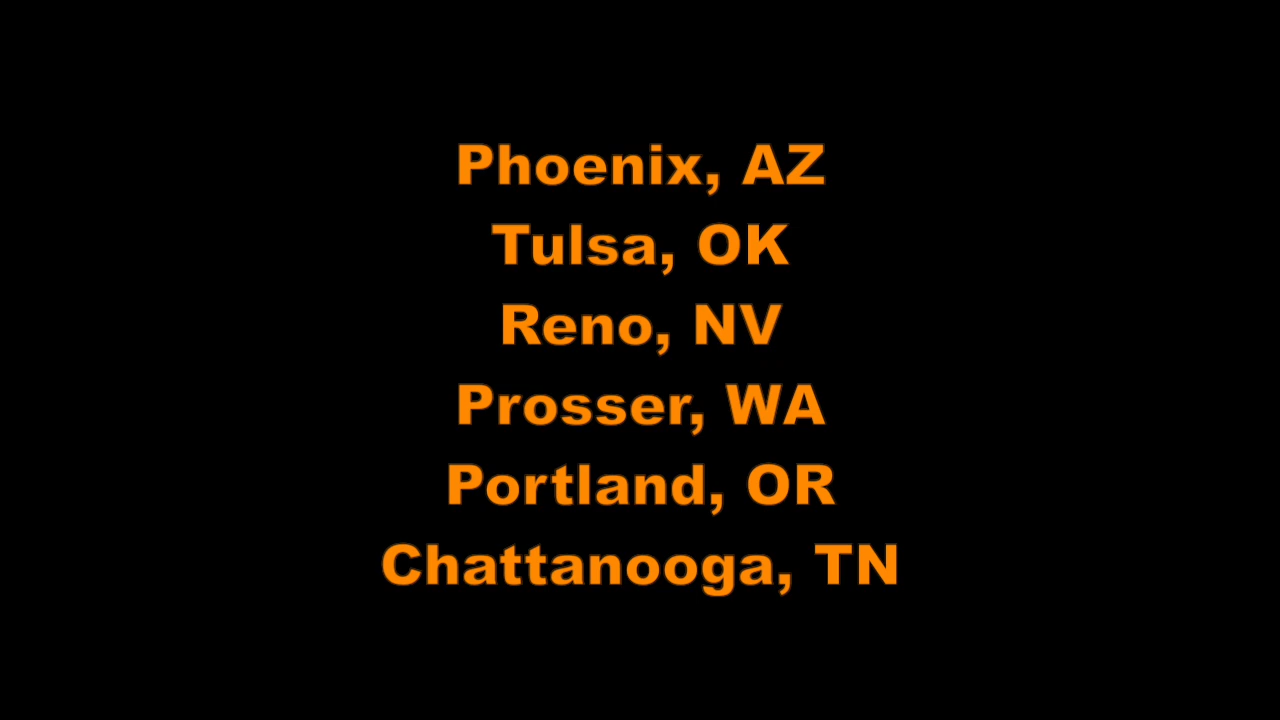 Phoenix, AZ
Tulsa, OK
Reno, NV
Prosser, WA
Portland, OR
Chattanooga, TN